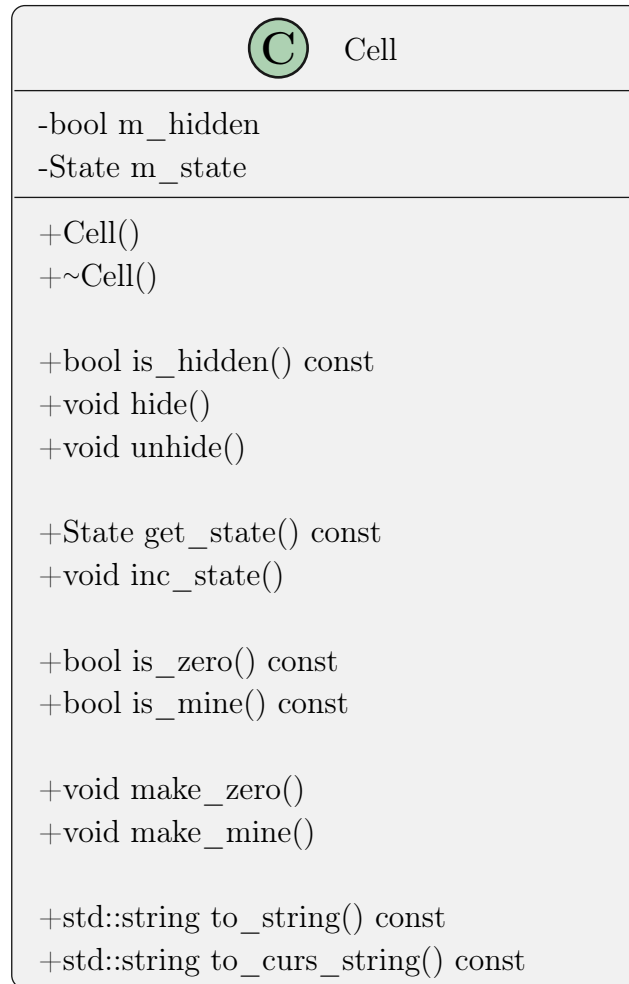 C Cell
-bool m_hidden
-State m_state
+Cell()
+~Cell()
+bool is_hidden() const
+void hide()
+void unhide()
+State get_state() const
+void inc_state()
+bool is_zero() const
+bool is_mine() const
+void make_zero()
+void make_mine()
+std::string to_string() const
+std::string to_curs_string() const